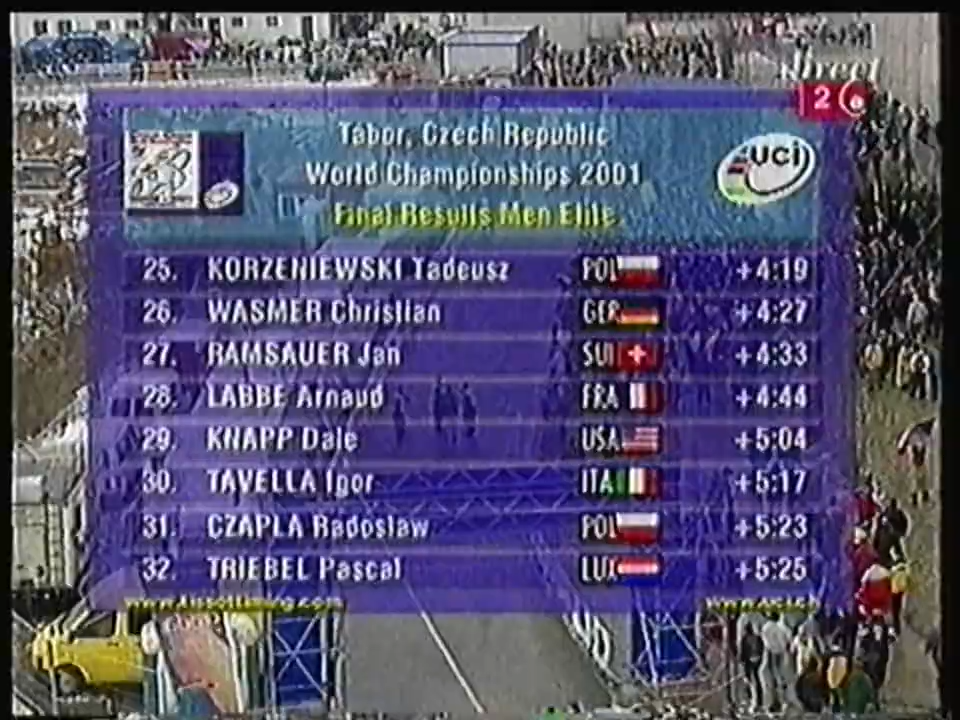 direct
2
Tabor, Czech Republic
World Championships 2001
UCI
Final Results Men Elite
25. KORZENIEWSKI Tadeusz POL +4:19
26. WASMER Christian GER +4:27
27. RAMSAUER Jan SUI +4:33
28. LABBE Arnaud FRA +4:44
29. KNAPP Dale USA +5:04
30. TAVELLA Igor ITA +5:17
31. CZAPLA Radoslaw POL +5:23
32. TRIEBEL Pascal LUX +5:25